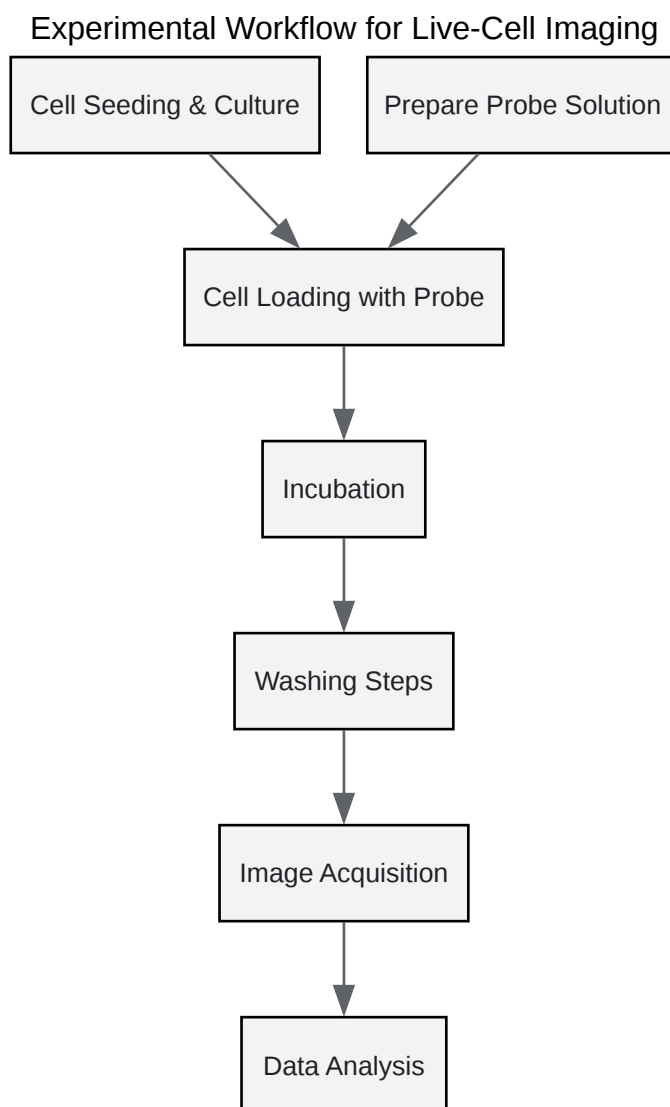 Experimental Workflow for Live-Cell Imaging
Cell Seeding & Culture
Prepare Probe Solution
Cell Loading with Probe
Incubation
Washing Steps
Image Acquisition
Data Analysis